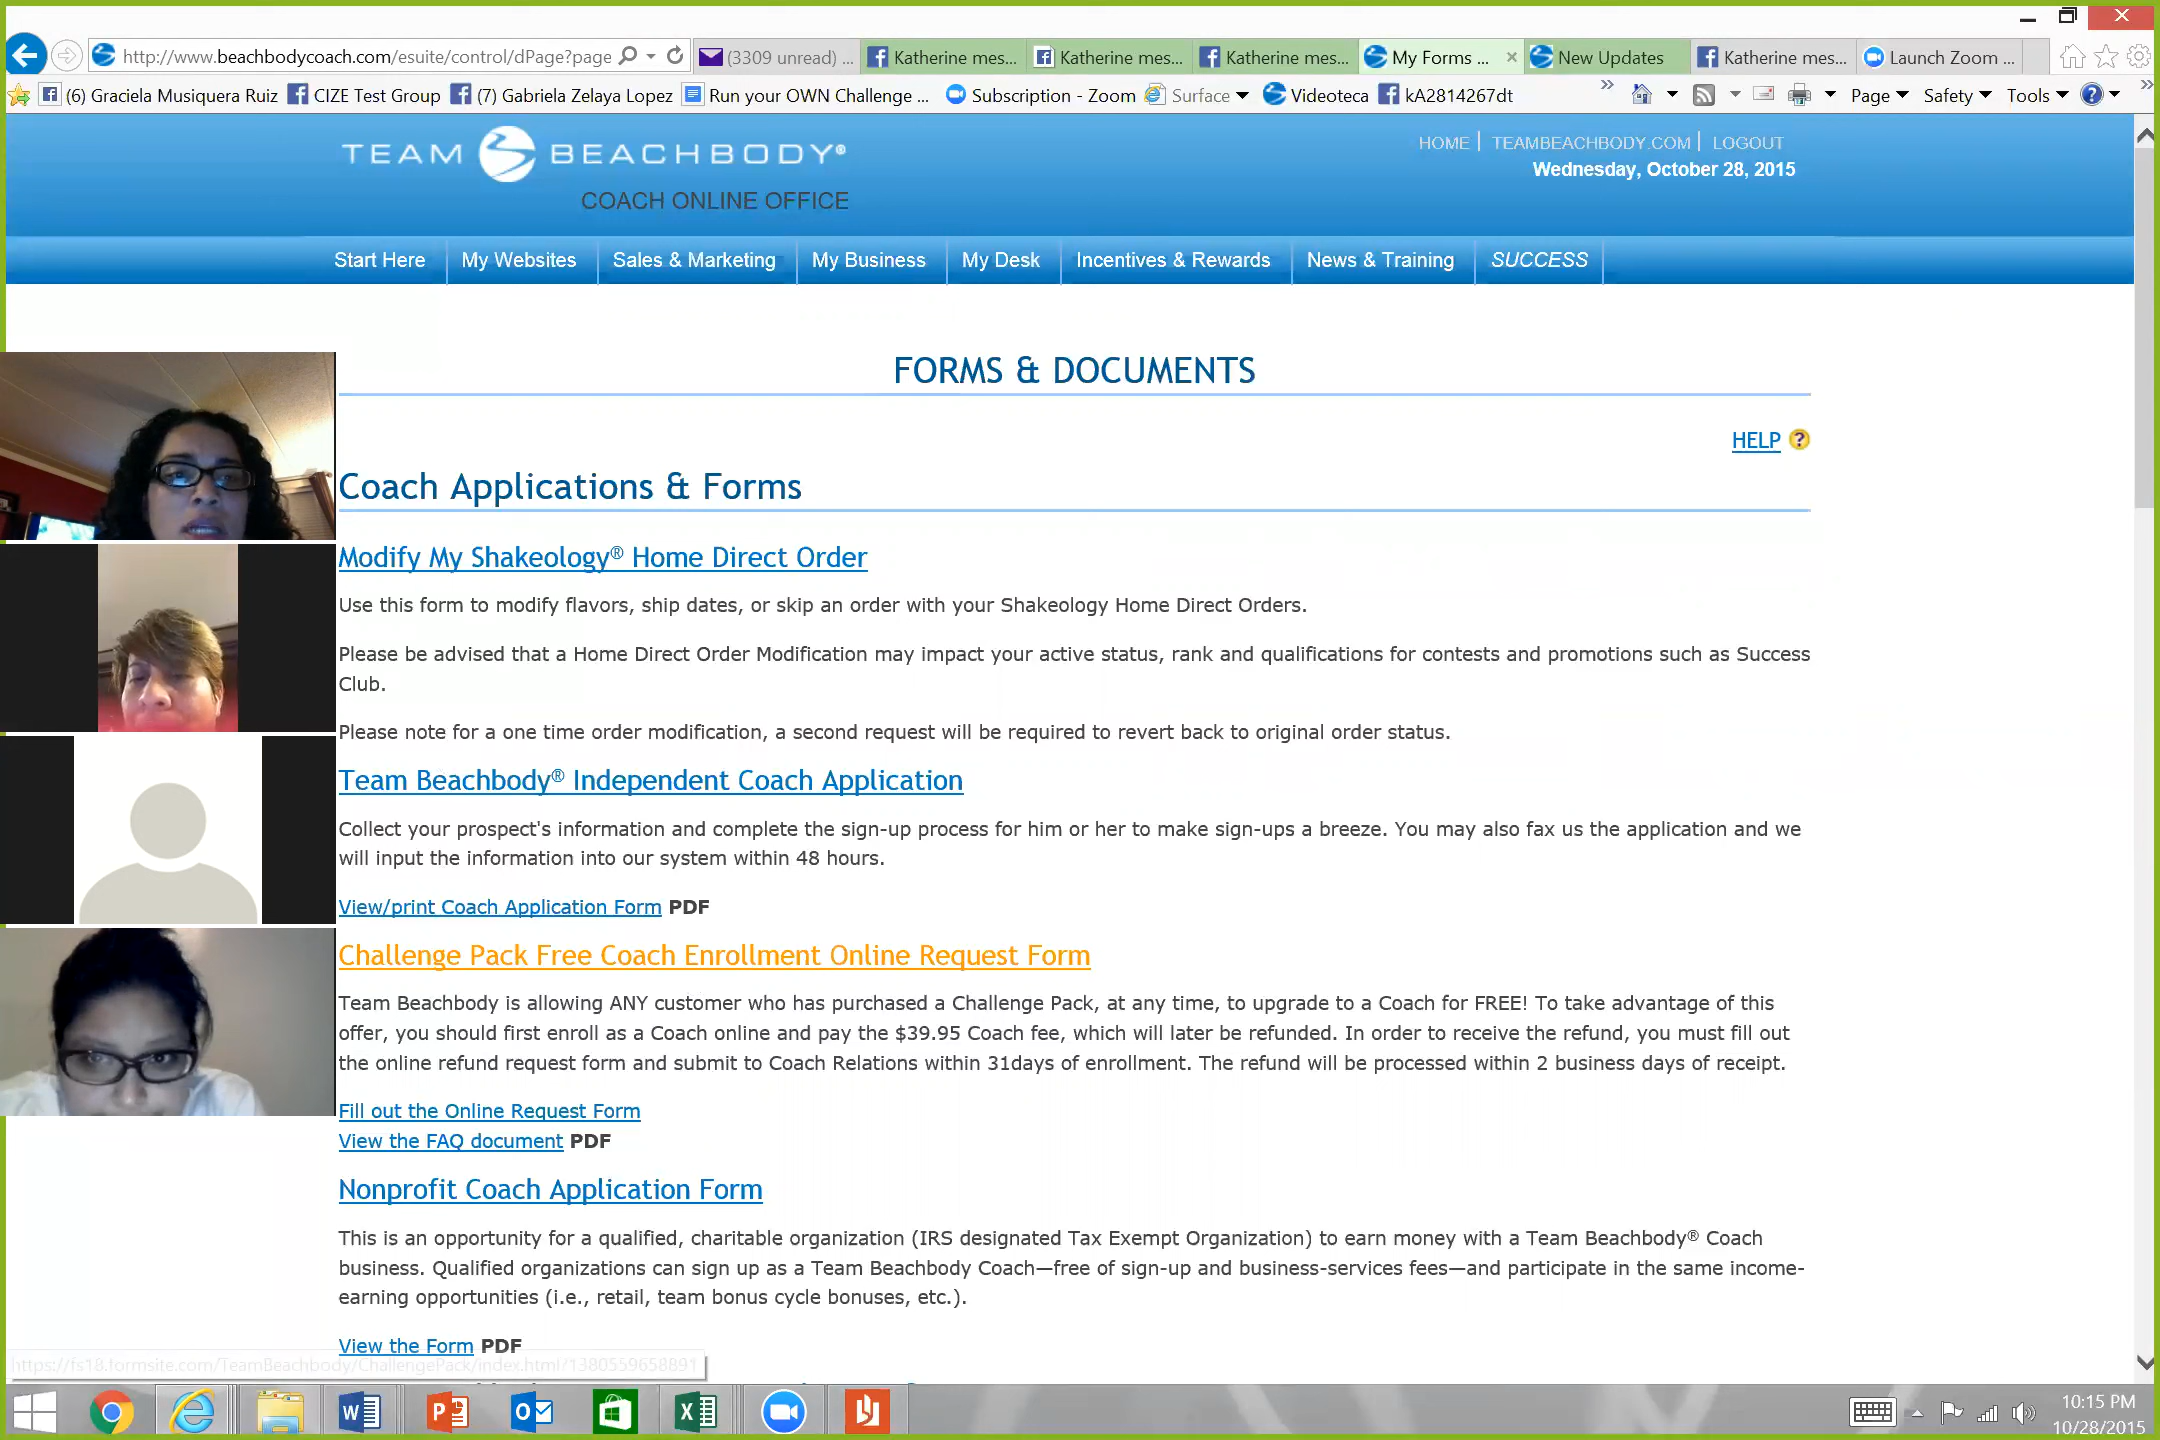 http://www.beachbodycoach.com/esuite/control/dPage?page
(3309 unread) ...
Katherine mes...
Katherine mes...
Katherine mes...
My Forms ...
New Updates
Katherine mes...
Launch Zoom ...
(6) Graciela Musiquera Ruiz
CIZE Test Group
(7) Gabriela Zelaya Lopez
Run your OWN Challenge ...
Subscription - Zoom
Surface
Videoteca
kA2814267dt
Page
Safety
Tools
TEAM BEACHBODY®
COACH ONLINE OFFICE
HOME | TEAMBEACHBODY.COM | LOGOUT
Wednesday, October 28, 2015
Start Here
My Websites
Sales & Marketing
My Business
My Desk
Incentives & Rewards
News & Training
SUCCESS
FORMS & DOCUMENTS
HELP ?
Coach Applications & Forms
Modify My Shakeology® Home Direct Order
Use this form to modify flavors, ship dates, or skip an order with your Shakeology Home Direct Orders.
Please be advised that a Home Direct Order Modification may impact your active status, rank and qualifications for contests and promotions such as Success
Club.
Please note for a one time order modification, a second request will be required to revert back to original order status.
Team Beachbody® Independent Coach Application
Collect your prospect's information and complete the sign-up process for him or her to make sign-ups a breeze. You may also fax us the application and we
will input the information into our system within 48 hours.
View/print Coach Application Form PDF
Challenge Pack Free Coach Enrollment Online Request Form
Team Beachbody is allowing ANY customer who has purchased a Challenge Pack, at any time, to upgrade to a Coach for FREE! To take advantage of this
offer, you should first enroll as a Coach online and pay the $39.95 Coach fee, which will later be refunded. In order to receive the refund, you must fill out
the online refund request form and submit to Coach Relations within 31days of enrollment. The refund will be processed within 2 business days of receipt.
Fill out the Online Request Form
View the FAQ document PDF
Nonprofit Coach Application Form
This is an opportunity for a qualified, charitable organization (IRS designated Tax Exempt Organization) to earn money with a Team Beachbody® Coach
business. Qualified organizations can sign up as a Team Beachbody Coach—free of sign-up and business-services fees—and participate in the same income-
earning opportunities (i.e., retail, team bonus cycle bonuses, etc.).
View the Form PDF
https://fs18.formsite.com/TeamBeachbody/ChallengePack/index.html?1380559658891
10:15 PM
10/28/2015